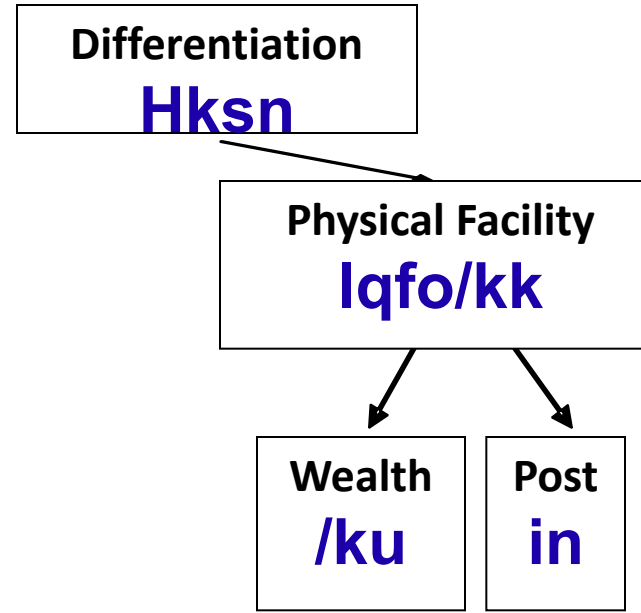 Differentiation
Hksn
Physical Facility
lqfo/kk
Wealth
/ku
Post
in